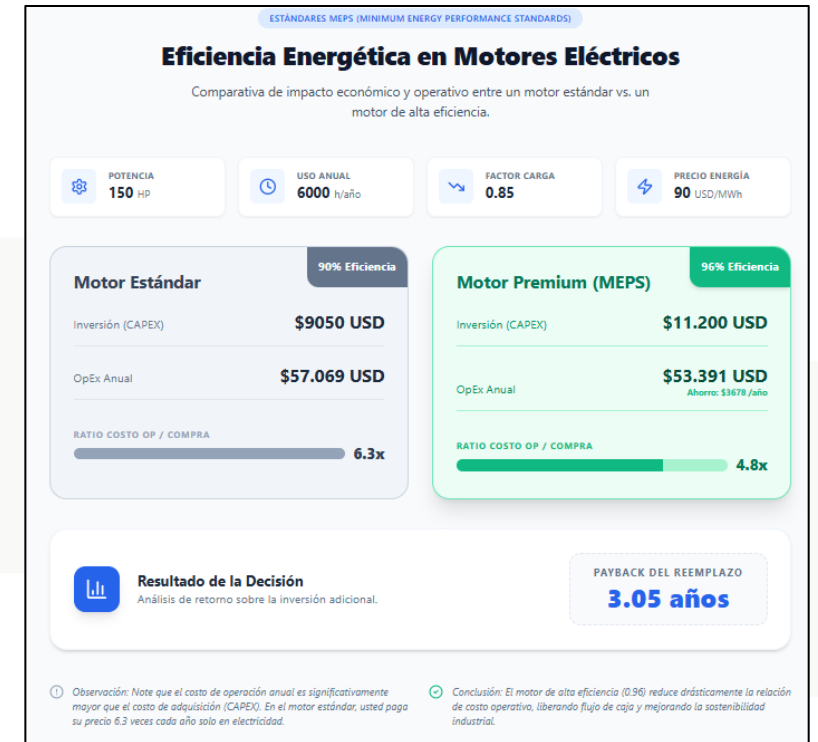 ESTÁNDARES MEPS (MINIMUM ENERGY PERFORMANCE STANDARDS)
Eficiencia Energética en Motores Eléctricos
Comparativa de impacto económico y operativo entre un motor estándar vs. un
motor de alta eficiencia.
POTENCIA
150 HP
USO ANUAL
6000 h/año
FACTOR CARGA
0.85
PRECIO ENERGÍA
90 USD/MWh
90% Eficiencia
Motor Estándar
Inversión (CAPEX) $9050 USD
OpEx Anual $57.069 USD
RATIO COSTO OP / COMPRA
6.3x
96% Eficiencia
Motor Premium (MEPS)
Inversión (CAPEX) $11.200 USD
OpEx Anual $53.391 USD
Ahorro: $3678 /año
RATIO COSTO OP / COMPRA
4.8x
Resultado de la Decisión
Análisis de retorno sobre la inversión adicional.
PAYBACK DEL REEMPLAZO
3.05 años
Observación: Note que el costo de operación anual es significativamente
mayor que el costo de adquisición (CAPEX). En el motor estándar, usted paga
su precio 6.3 veces cada año solo en electricidad.
Conclusión: El motor de alta eficiencia (0.96) reduce drásticamente la relación
de costo operativo, liberando flujo de caja y mejorando la sostenibilidad
industrial.